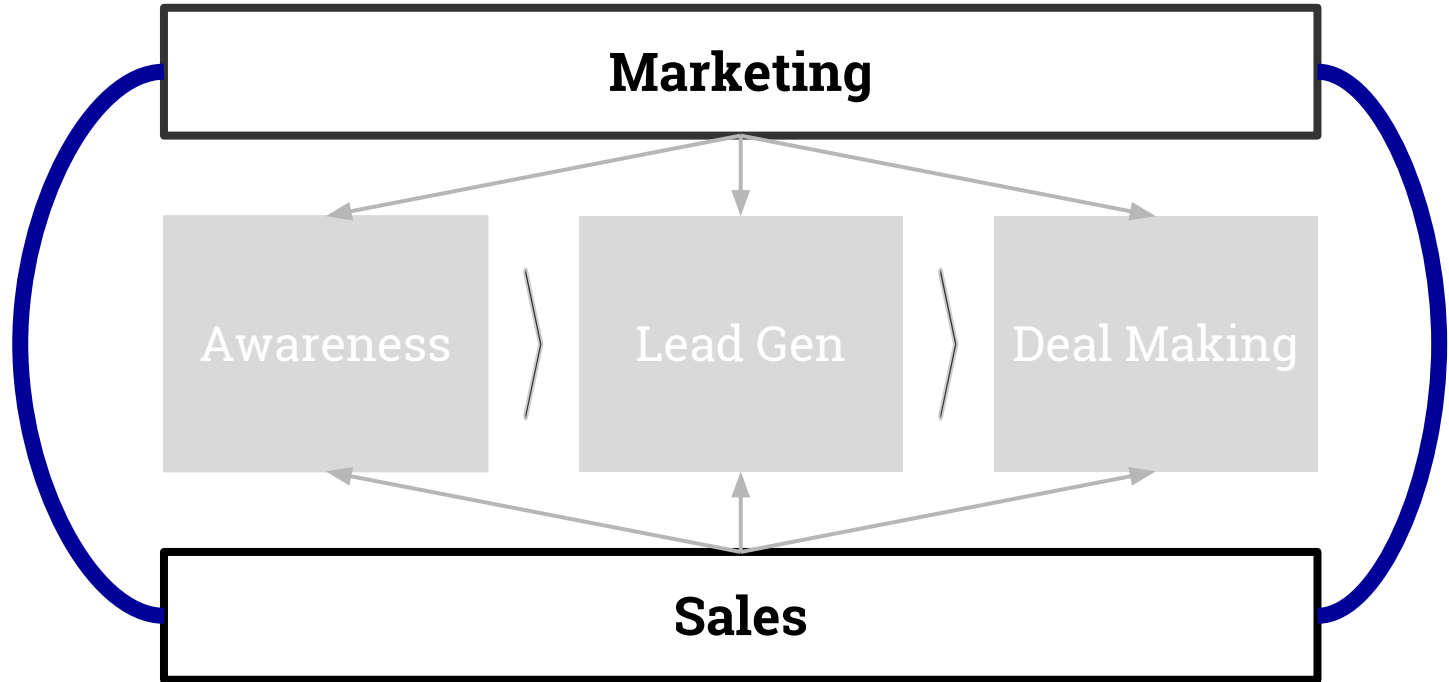 Marketing
Awareness
Lead Gen
Deal Making
Sales